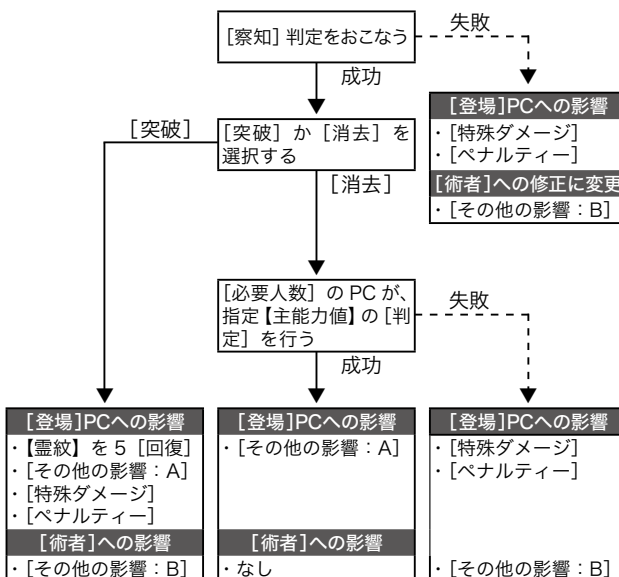 ［察知］判定をおこなう
失敗
成功
［登場］PCへの影響
・［特殊ダメージ］
・［ペナルティー］
［術者］への修正に変更
・［その他の影響：B］
［突破］
［突破］か［消去］を
選択する
［消去］
［必要人数］の PC が、
指定【主能力値】の［判
定］を行う
失敗
成功
［登場］PCへの影響
・【霊紋】を 5［回復］
・［その他の影響：A］
・［特殊ダメージ］
・［ペナルティー］
［術者］への影響
・［その他の影響：B］
［登場］PCへの影響
・［その他の影響：A］
［術者］への影響
・なし
［登場］PCへの影響
・［特殊ダメージ］
・［ペナルティー］
・［その他の影響：B］